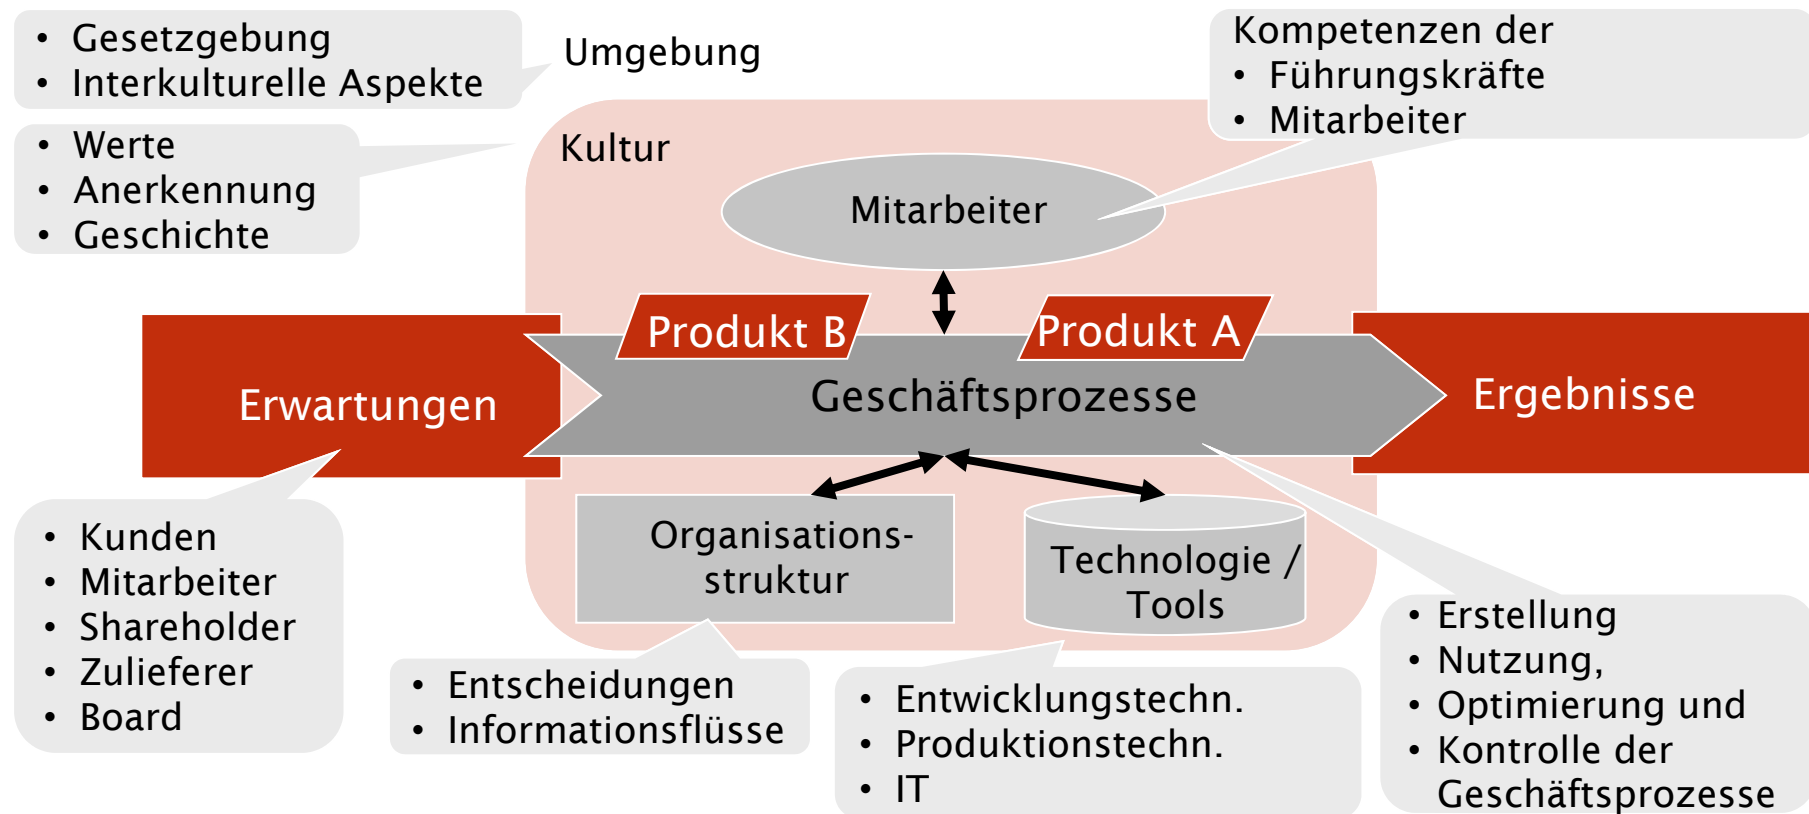 • Gesetzgebung
• Interkulturelle Aspekte
Umgebung
Kompetenzen der
• Führungskräfte
• Mitarbeiter
• Werte
• Anerkennung
• Geschichte
Kultur
Mitarbeiter
Produkt B
Produkt A
Erwartungen
Geschäftsprozesse
Ergebnisse
Organisations-
struktur
Technologie /
Tools
• Kunden
• Mitarbeiter
• Shareholder
• Zulieferer
• Board
• Entscheidungen
• Informationsflüsse
• Entwicklungstechn.
• Produktionstechn.
• IT
• Erstellung
• Nutzung,
• Optimierung und
• Kontrolle der
Geschäftsprozesse